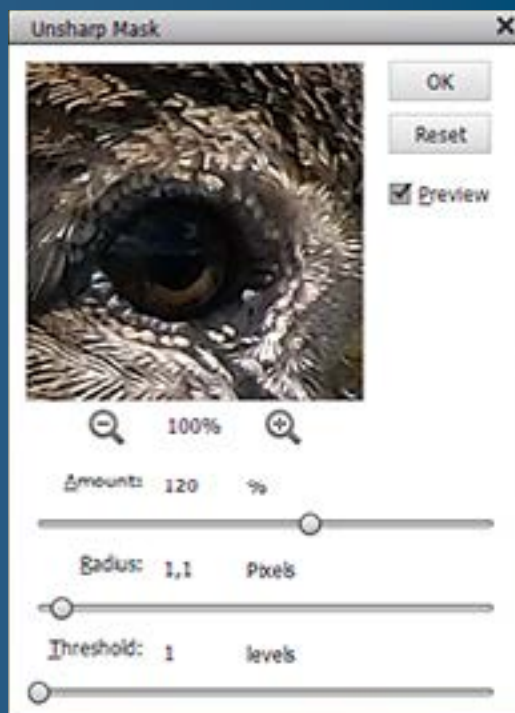 Unsharp Mask
OK
Reset
Preview
100%
Amount: 120 %
Radius: 1,1 Pixels
Threshold: 1 levels